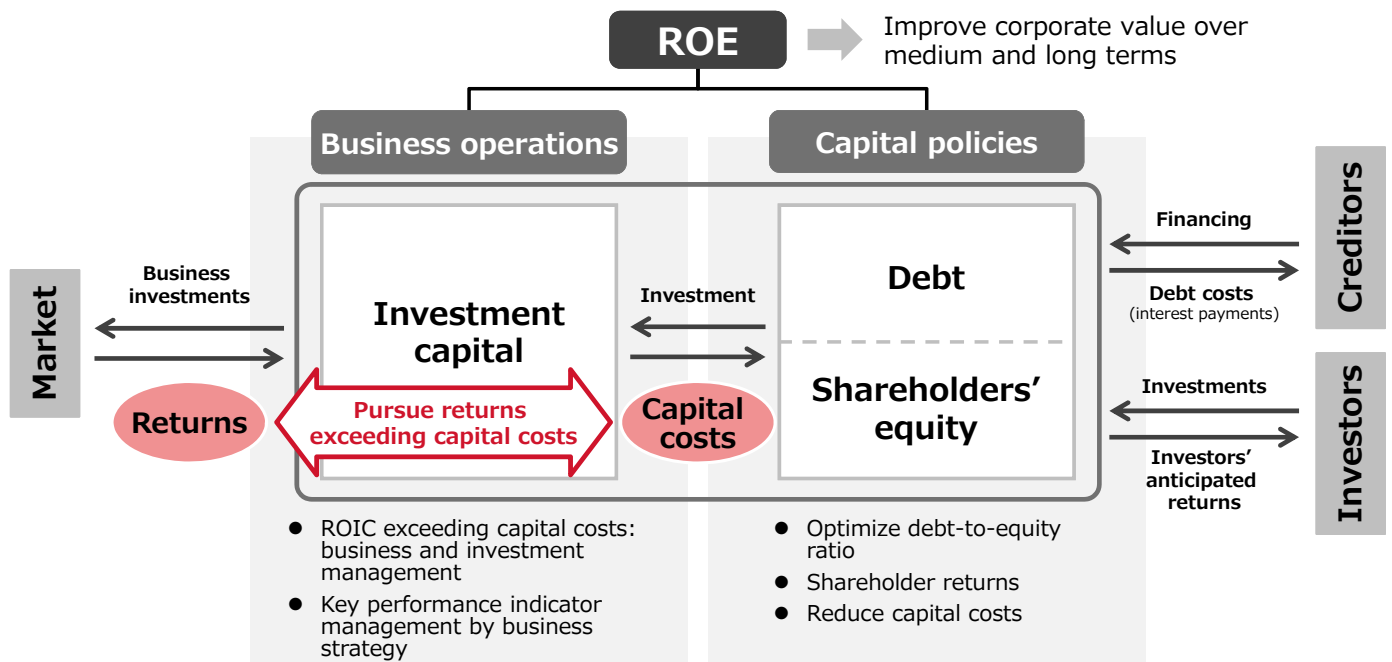 ROE
Improve corporate value over
medium and long terms
Business operations
Capital policies
Market
Business
investments
Returns
Investment
capital
Pursue returns
exceeding capital costs
Investment
Capital
costs
Debt
Shareholders’
equity
Financing
Debt costs
(interest payments)
Creditors
Investments
Investors’
anticipated
returns
Investors
● ROIC exceeding capital costs:
business and investment
management
● Key performance indicator
management by business
strategy
● Optimize debt-to-equity
ratio
● Shareholder returns
● Reduce capital costs